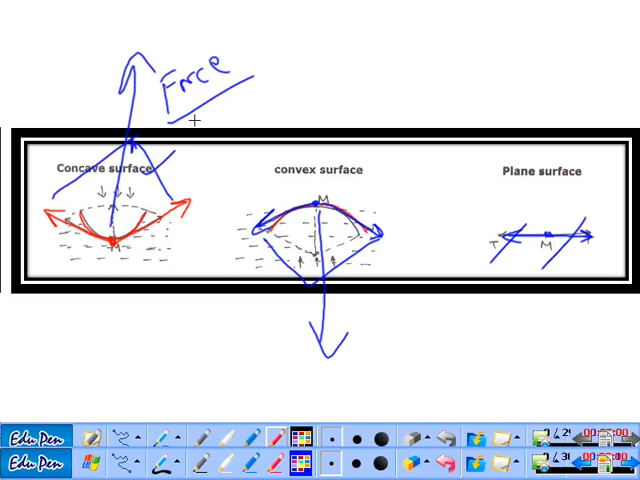 Force
Concave surface
convex surface
Plane surface
M
M
T
M
Edu Pen
Edu Pen